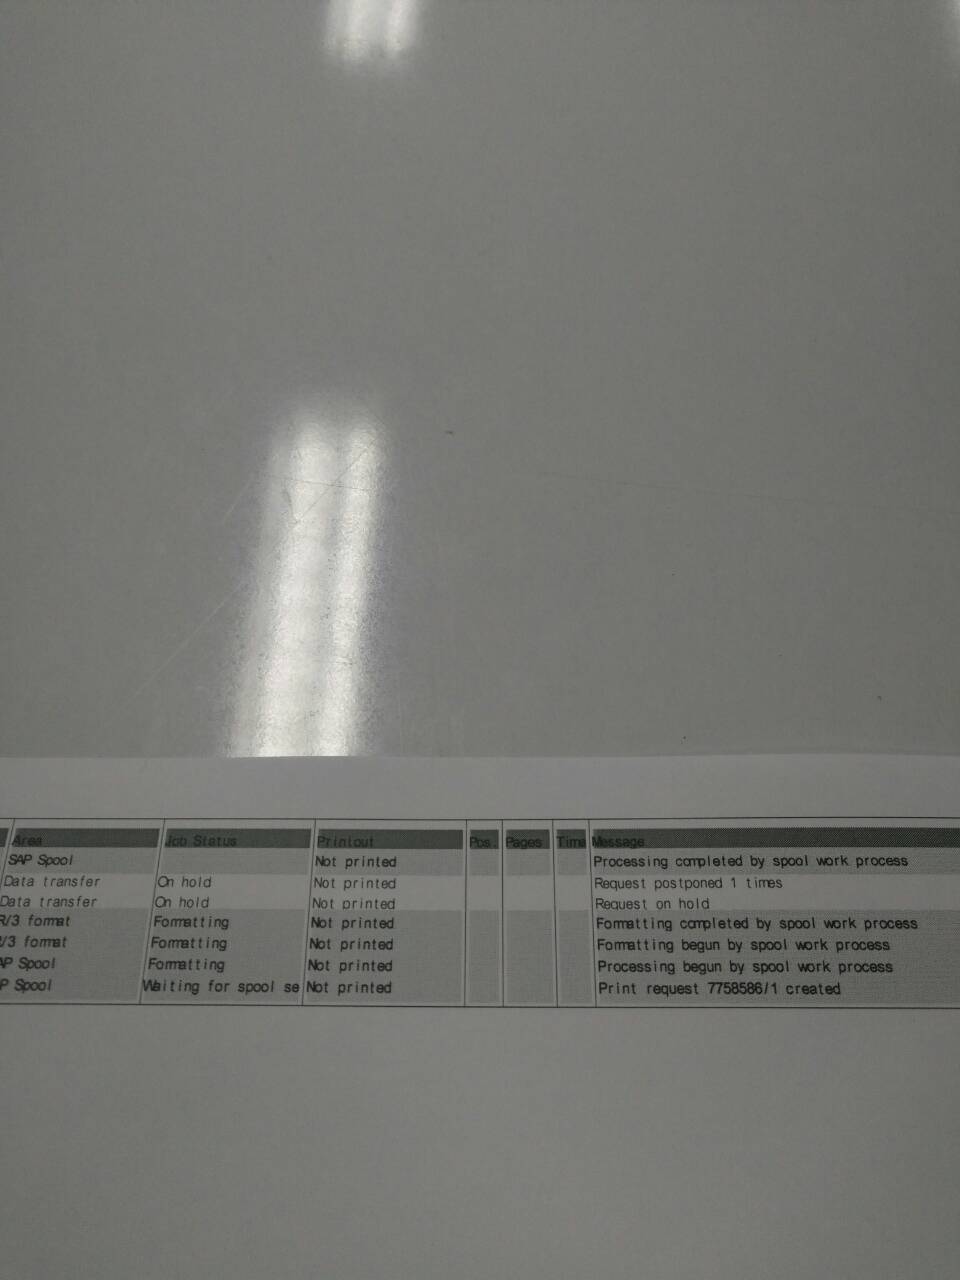 Area Job Status Printout Pos. Pages Time Message
SAP Spool Not printed Processing completed by spool work process
Data transfer On hold Not printed Request postponed 1 times
Data transfer On hold Not printed Request on hold
R/3 format Formatting Not printed Formatting completed by spool work process
/3 format Formatting Not printed Formatting begun by spool work process
AP Spool Formatting Not printed Processing begun by spool work process
P Spool Waiting for spool se Not printed Print request 7758586/1 created